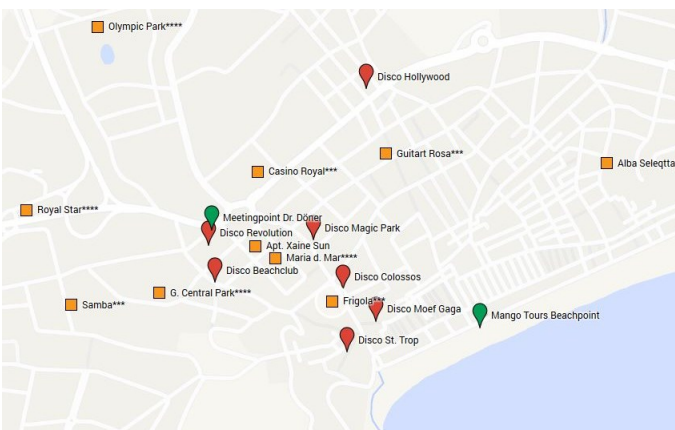 Olympic Park****
Disco Hollywood
Guitart Rosa***
Alba Seleqtta
Casino Royal***
Royal Star****
Meetingpoint Dr. Döner
Disco Revolution
Disco Magic Park
Apt. Xaine Sun
Maria d. Mar****
Disco Beachclub
Disco Colossos
G. Central Park****
Samba***
Frigola***
Disco Moef Gaga
Mango Tours Beachpoint
Disco St. Trop